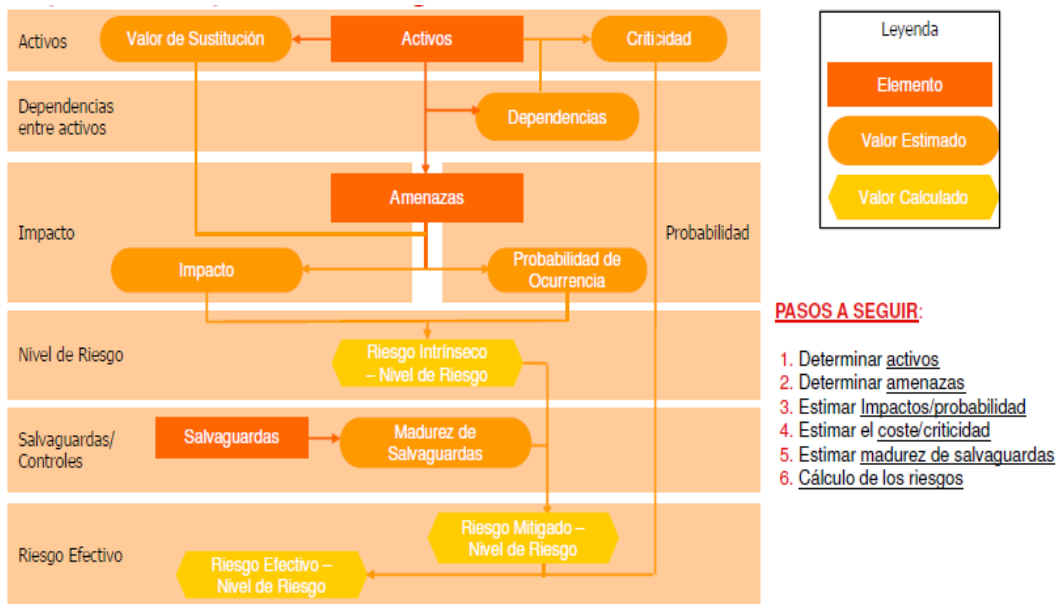 Activos
Valor de Sustitución
Activos
Criticidad
Dependencias
entre activos
Dependencias
Impacto
Amenazas
Probabilidad
Impacto
Probabilidad de
Ocurrencia
Nivel de Riesgo
Riesgo Intrínseco
– Nivel de Riesgo
Salvaguardas/
Controles
Salvaguardas
Madurez de
Salvaguardas
Riesgo Efectivo
Riesgo Mitigado –
Nivel de Riesgo
Riesgo Efectivo –
Nivel de Riesgo
Leyenda
Elemento
Valor Estimado
Valor Calculado
PASOS A SEGUIR:
1. Determinar activos
2. Determinar amenazas
3. Estimar Impactos/probabilidad
4. Estimar el coste/criticidad
5. Estimar madurez de salvaguardas
6. Cálculo de los riesgos